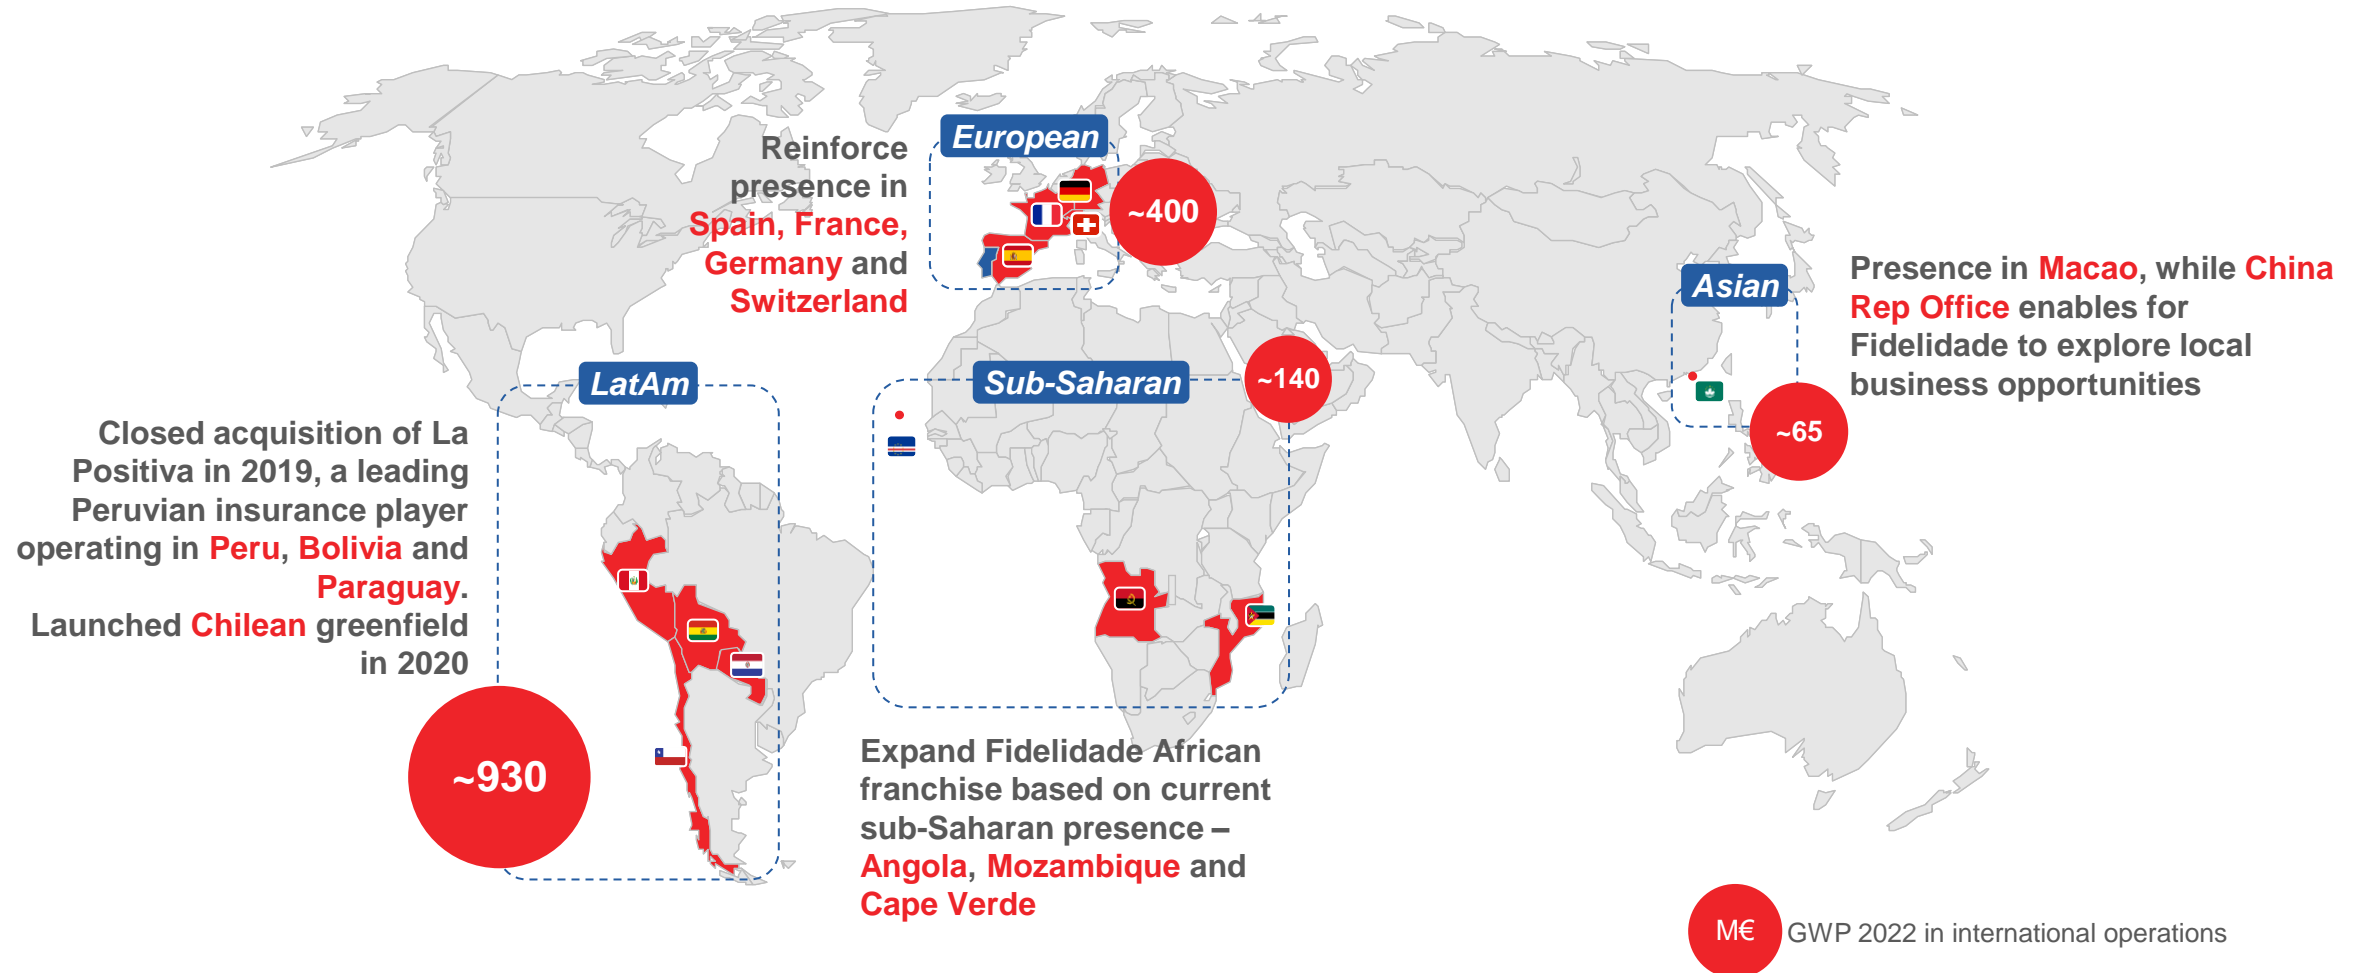 European
Reinforce
presence in
Spain, France,
Germany and
Switzerland
~400
Asian
Presence in Macao, while China
Rep Office enables for
Fidelidade to explore local
business opportunities
~65
LatAm
Closed acquisition of La
Positiva in 2019, a leading
Peruvian insurance player
operating in Peru, Bolivia and
Paraguay.
Launched Chilean greenfield
in 2020
~930
Sub-Saharan
~140
Expand Fidelidade African
franchise based on current
sub-Saharan presence –
Angola, Mozambique and
Cape Verde
M€ GWP 2022 in international operations